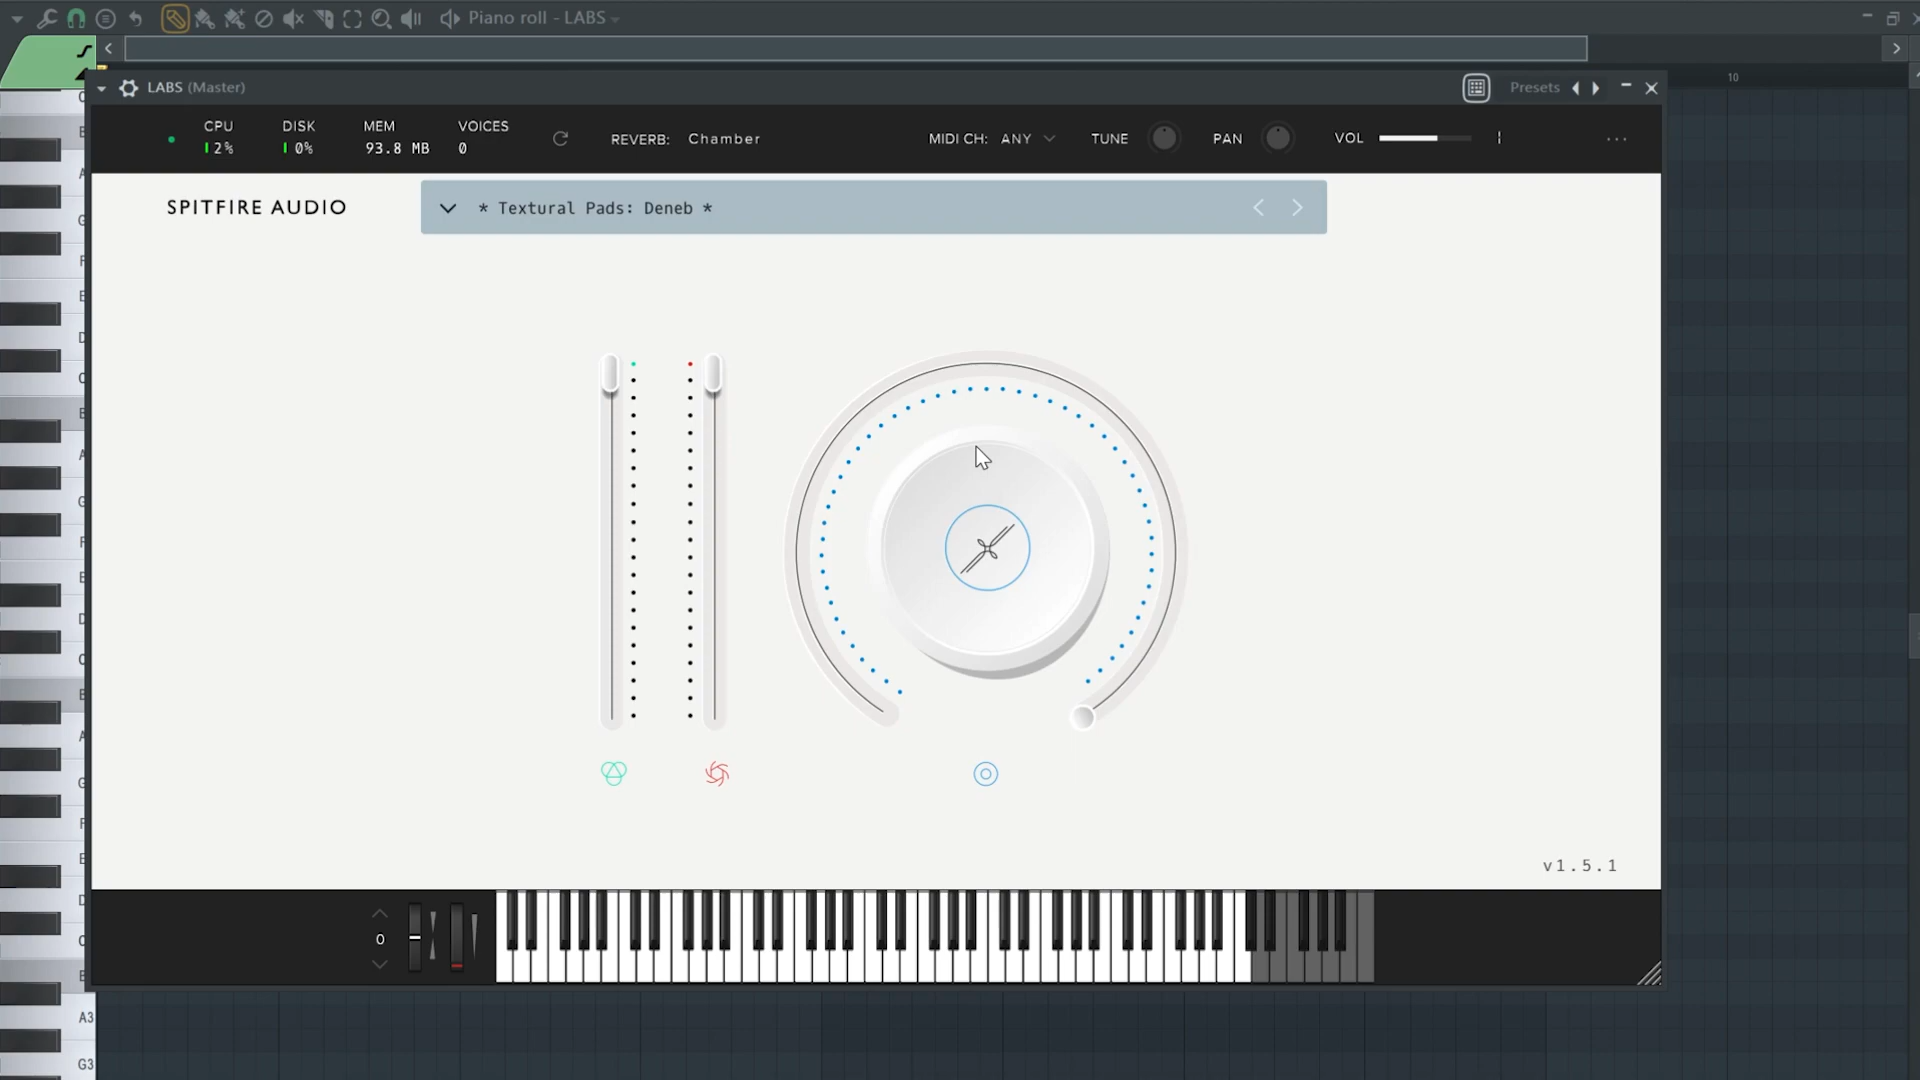 Piano roll - LABS
10
LABS (Master)
Presets
CPU
2%
DISK
0%
MEM
93.8 MB
VOICES
0
REVERB: Chamber
MIDI CH: ANY
TUNE
PAN
VOL
SPITFIRE AUDIO
* Textural Pads: Deneb *
v1.5.1
0
A3
G3